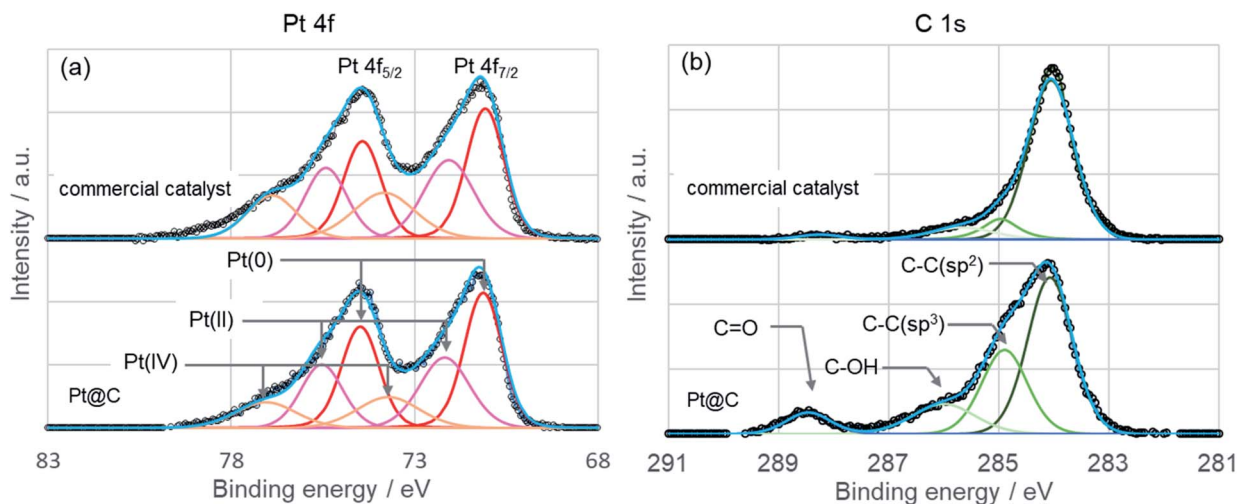 Pt 4f
(a)
Pt 4f5/2
Pt 4f7/2
commercial catalyst
Pt(0)
Pt(II)
Pt(IV)
Pt@C
Intensity / a.u.
83 78 73 68
Binding energy / eV
C 1s
(b)
commercial catalyst
C-C(sp2)
C=O
C-C(sp3)
C-OH
Pt@C
Intensity / a.u.
291 289 287 285 283 281
Binding energy / eV